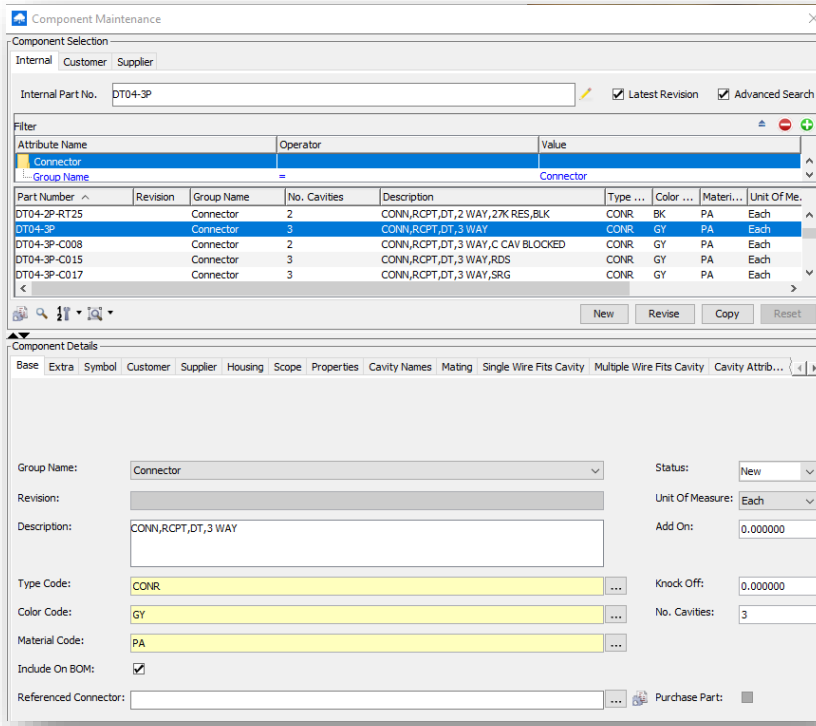 Component Maintenance
Component Selection
Internal Customer Supplier
Internal Part No. DT04-3P Latest Revision Advanced Search
Filter
Attribute Name Operator Value
Connector
Group Name = Connector
Part Number Revision Group Name No. Cavities Description Type ... Color ... Materi... Unit Of Me.
DT04-2P-RT25 Connector 2 CONN,RCPT,DT,2 WAY,27K RES,BLK CONR BK PA Each
DT04-3P Connector 3 CONN,RCPT,DT,3 WAY CONR GY PA Each
DT04-3P-C008 Connector 2 CONN,RCPT,DT,3 WAY,C CAV BLOCKED CONR GY PA Each
DT04-3P-C015 Connector 3 CONN,RCPT,DT,3 WAY,RDS CONR GY PA Each
DT04-3P-C017 Connector 3 CONN,RCPT,DT,3 WAY,SRG CONR GY PA Each
New Revise Copy Reset
Component Details
Base Extra Symbol Customer Supplier Housing Scope Properties Cavity Names Mating Single Wire Fits Cavity Multiple Wire Fits Cavity Cavity Attrib...
Group Name: Connector Status: New
Revision: Unit Of Measure: Each
Description: CONN,RCPT,DT,3 WAY Add On: 0.000000
Type Code: CONR ... Knock Off: 0.000000
Color Code: GY ... No. Cavities: 3
Material Code: PA ...
Include On BOM:
Referenced Connector: ... Purchase Part: